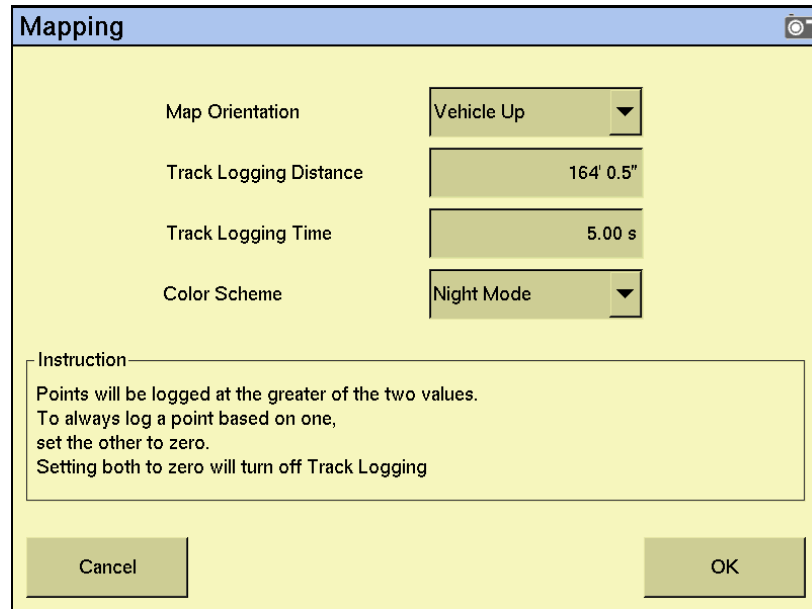 Mapping
Map Orientation Vehicle Up
Track Logging Distance 164' 0.5"
Track Logging Time 5.00 s
Color Scheme Night Mode
Instruction
Points will be logged at the greater of the two values.
To always log a point based on one,
set the other to zero.
Setting both to zero will turn off Track Logging
Cancel OK